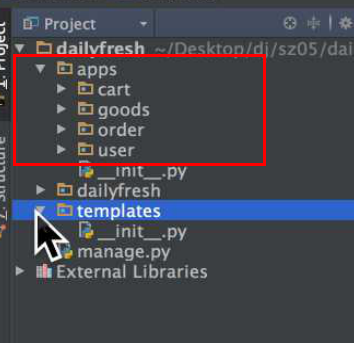 Project
dailyfresh ~/Desktop/dj/sz05/dai
apps
cart
goods
order
user
__init__.py
dailyfresh
templates
__init__.py
manage.py
External Libraries
1: Project
7: Structure